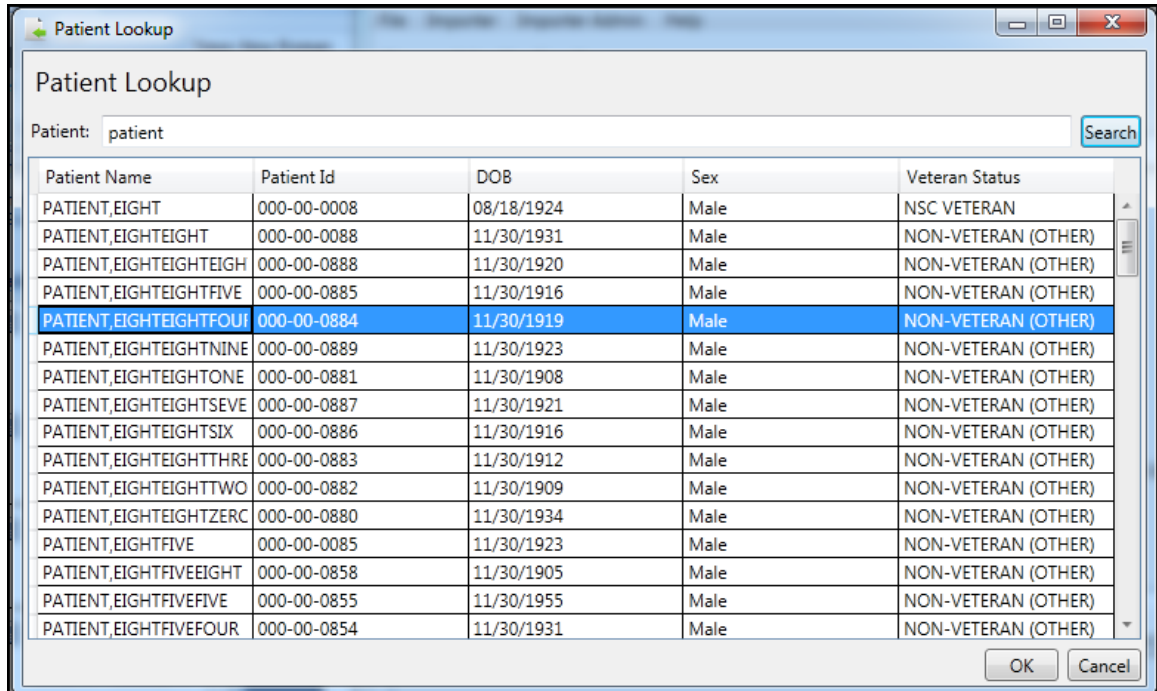 Patient Lookup
Patient Lookup
Patient: patient Search
Patient Name Patient Id DOB Sex Veteran Status
PATIENT,EIGHT 000-00-0008 08/18/1924 Male NSC VETERAN
PATIENT,EIGHTEIGHT 000-00-0088 11/30/1931 Male NON-VETERAN (OTHER)
PATIENT,EIGHTEIGHTEIGH 000-00-0888 11/30/1920 Male NON-VETERAN (OTHER)
PATIENT,EIGHTEIGHTFIVE 000-00-0885 11/30/1916 Male NON-VETERAN (OTHER)
PATIENT,EIGHTEIGHTFOU 000-00-0884 11/30/1919 Male NON-VETERAN (OTHER)
PATIENT,EIGHTEIGHTNINE 000-00-0889 11/30/1923 Male NON-VETERAN (OTHER)
PATIENT,EIGHTEIGHTONE 000-00-0881 11/30/1908 Male NON-VETERAN (OTHER)
PATIENT,EIGHTEIGHTSEVE 000-00-0887 11/30/1921 Male NON-VETERAN (OTHER)
PATIENT,EIGHTEIGHTSIX 000-00-0886 11/30/1916 Male NON-VETERAN (OTHER)
PATIENT,EIGHTEIGHTTHRE 000-00-0883 11/30/1912 Male NON-VETERAN (OTHER)
PATIENT,EIGHTEIGHTTWO 000-00-0882 11/30/1909 Male NON-VETERAN (OTHER)
PATIENT,EIGHTEIGHTZERO 000-00-0880 11/30/1934 Male NON-VETERAN (OTHER)
PATIENT,EIGHTFIVE 000-00-0085 11/30/1923 Male NON-VETERAN (OTHER)
PATIENT,EIGHTFIVEEIGHT 000-00-0858 11/30/1905 Male NON-VETERAN (OTHER)
PATIENT,EIGHTFIVEFIVE 000-00-0855 11/30/1955 Male NON-VETERAN (OTHER)
PATIENT,EIGHTFIVEFOUR 000-00-0854 11/30/1931 Male NON-VETERAN (OTHER)
OK Cancel